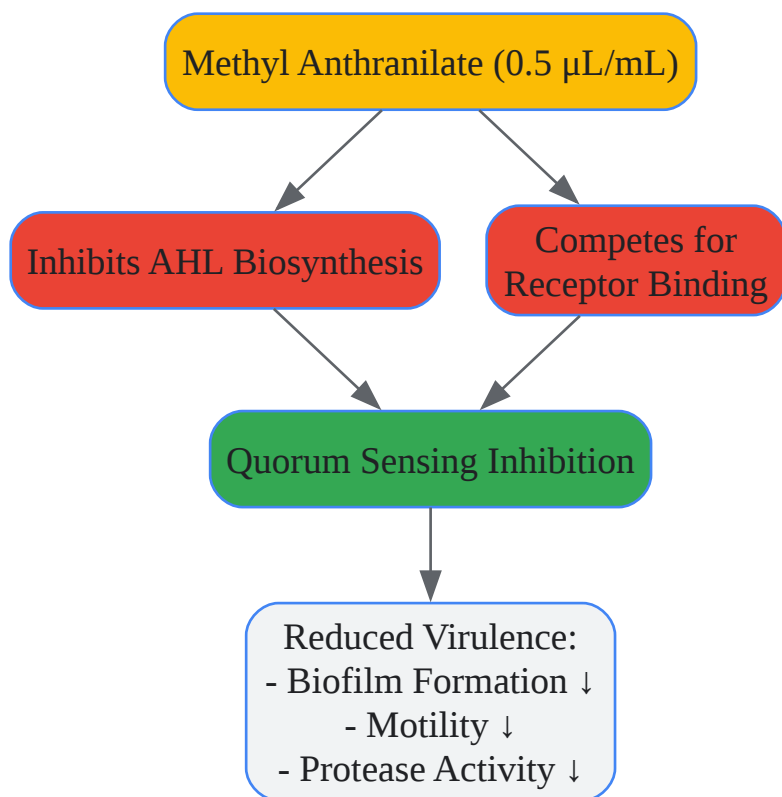 Methyl Anthranilate (0.5 μL/mL)
Inhibits AHL Biosynthesis
Competes for
Receptor Binding
Quorum Sensing Inhibition
Reduced Virulence:
- Biofilm Formation ↓
- Motility ↓
- Protease Activity ↓